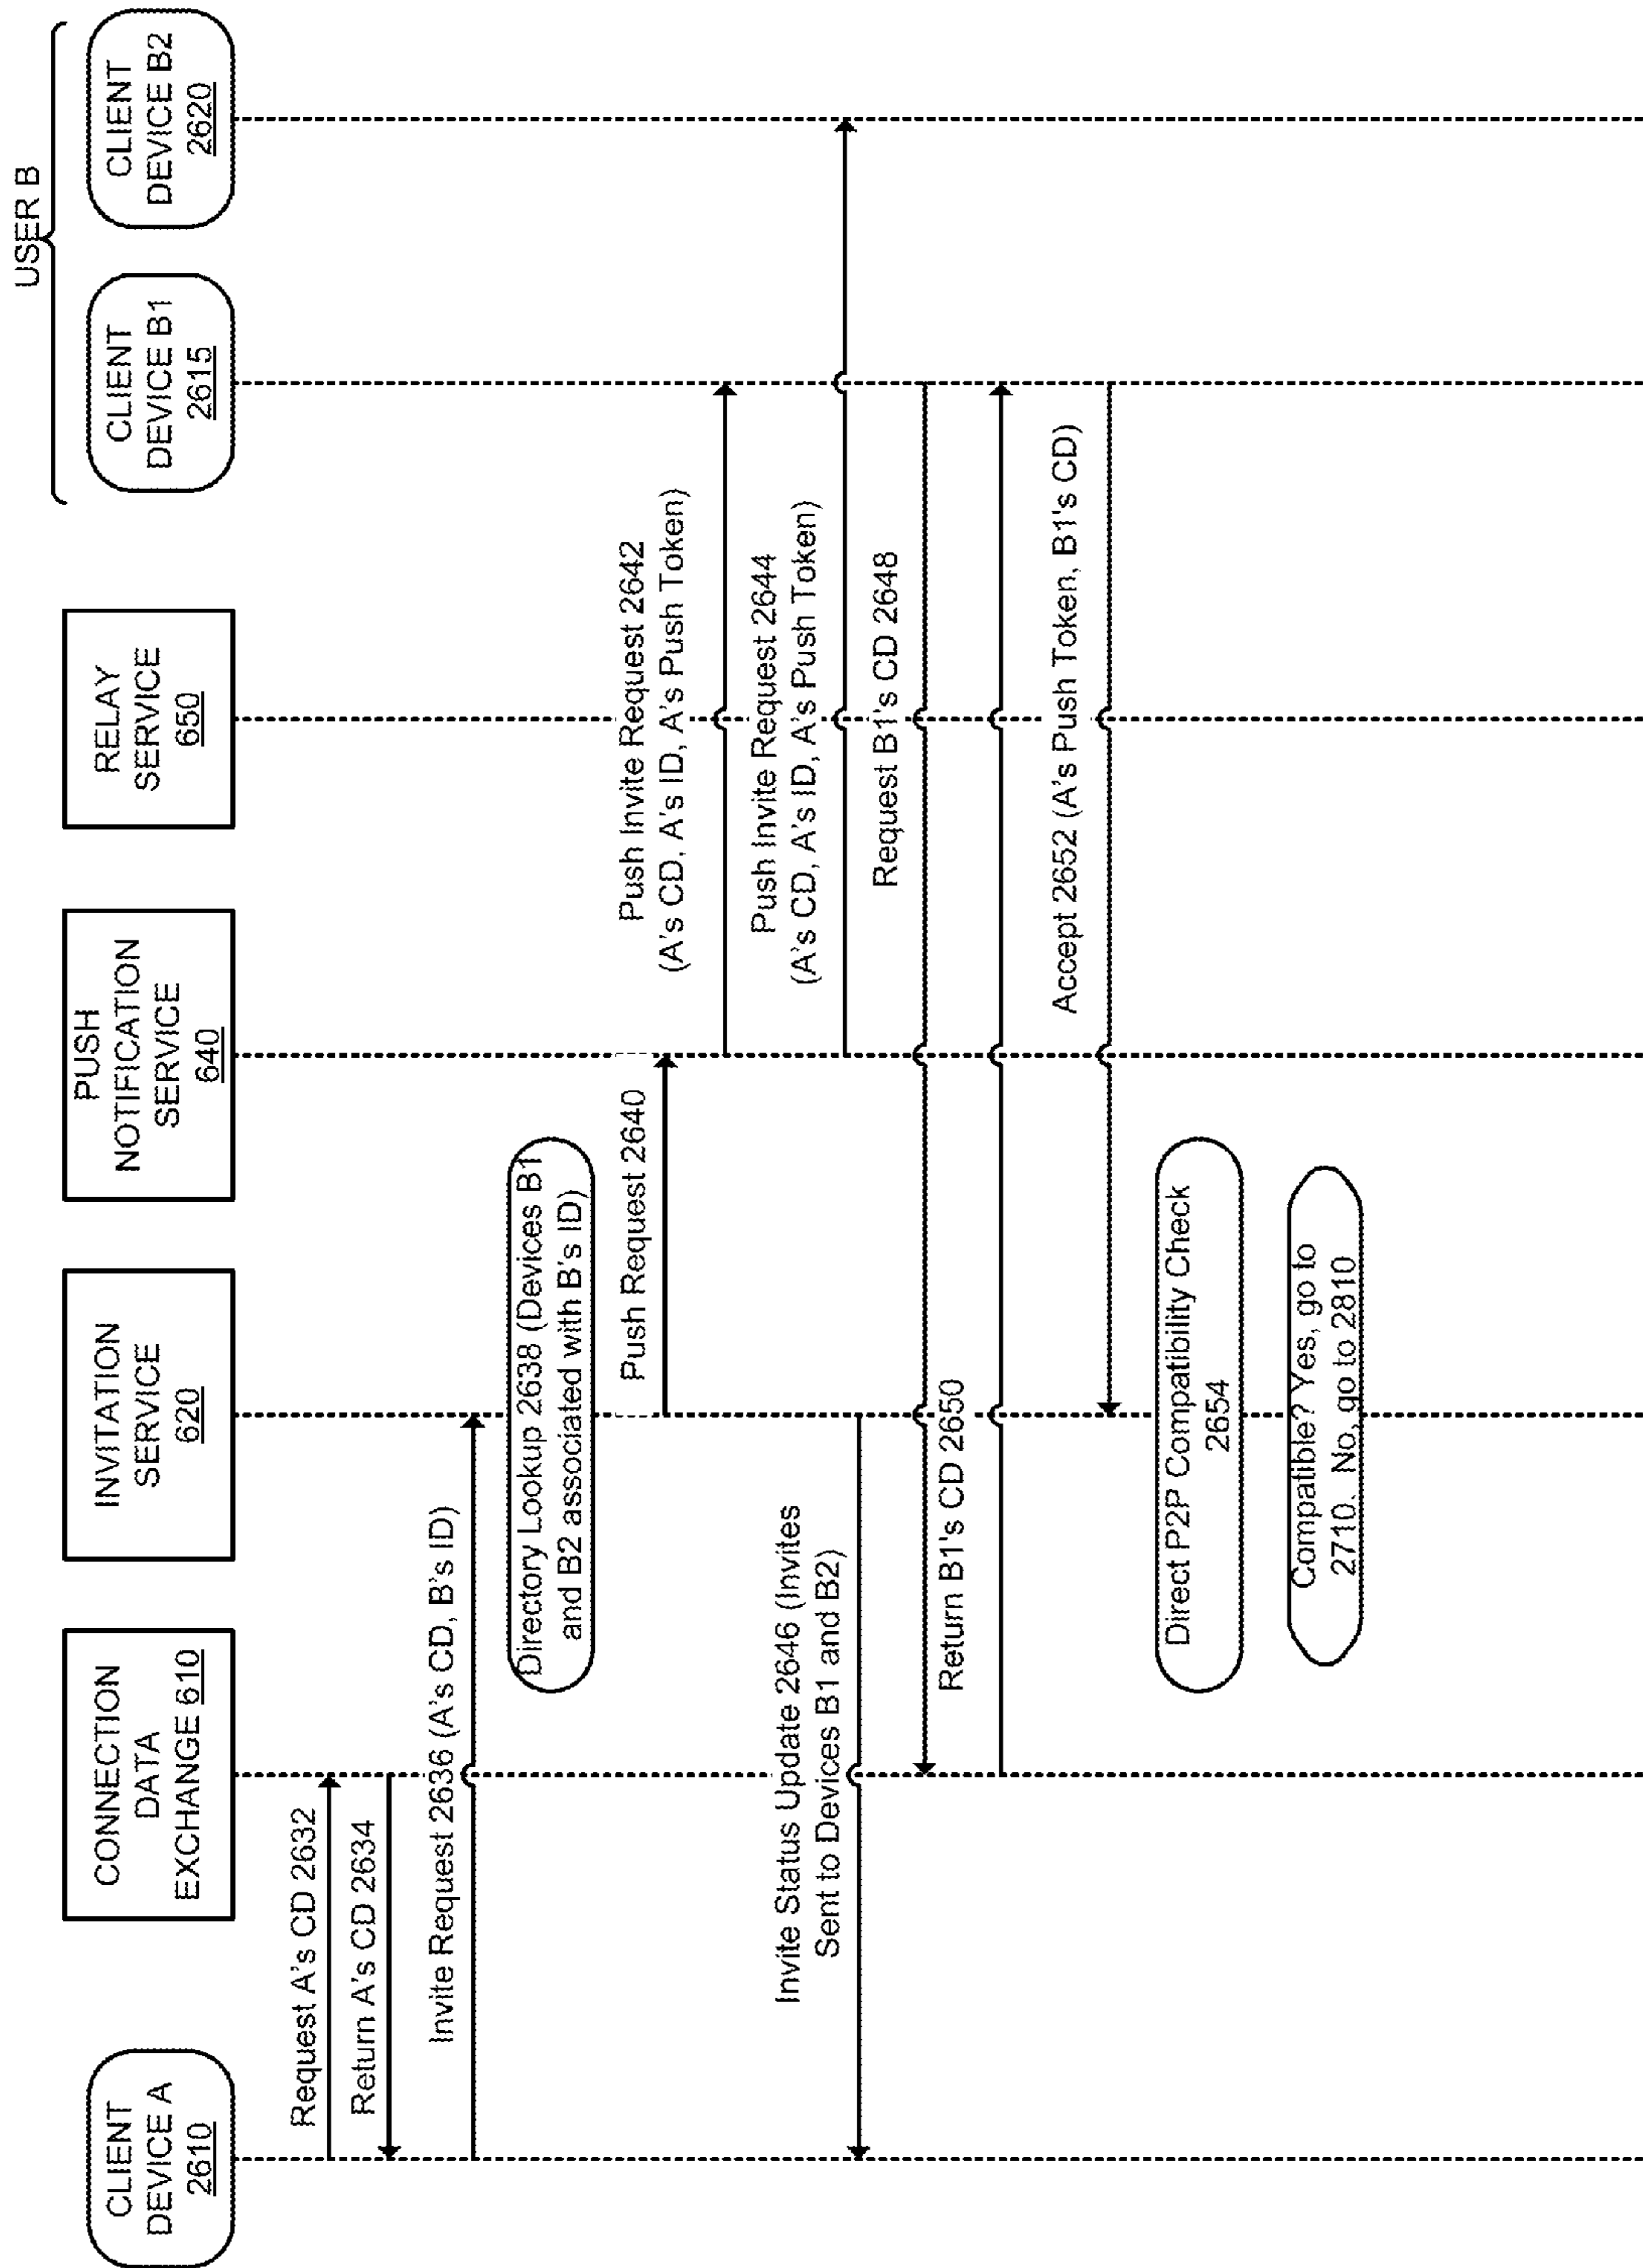 USER B
CLIENT
DEVICE A
2610
CONNECTION
DATA
EXCHANGE 610
INVITATION
SERVICE
620
PUSH
NOTIFICATION
SERVICE
640
RELAY
SERVICE
650
CLIENT
DEVICE B1
2615
CLIENT
DEVICE B2
2620
Request A's CD 2632
Return A's CD 2634
Invite Request 2636 (A's CD, B's ID)
Directory Lookup 2638 (Devices B1
and B2 associated with B's ID)
Push Request 2640
Push Invite Request 2642
(A's CD, A's ID, A's Push Token)
Push Invite Request 2644
(A's CD, A's ID, A's Push Token)
Invite Status Update 2646 (Invites
Sent to Devices B1 and B2)
Request B1's CD 2648
Return B1's CD 2650
Accept 2652 (A's Push Token, B1's CD)
Direct P2P Compatibility Check
2654
Compatible? Yes, go to
2710. No, go to 2810